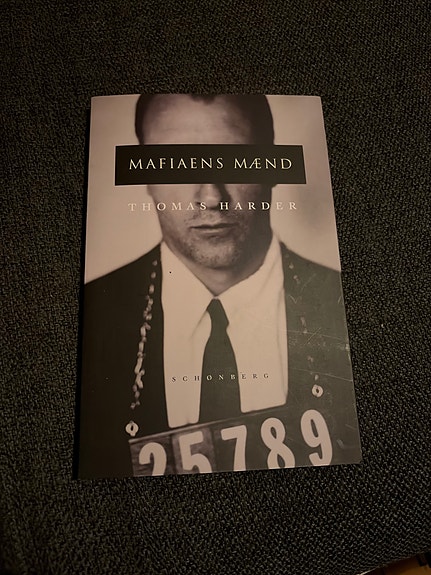 MAFIAENS MÆND
THOMAS HARDER
SCHØNBERG
25789